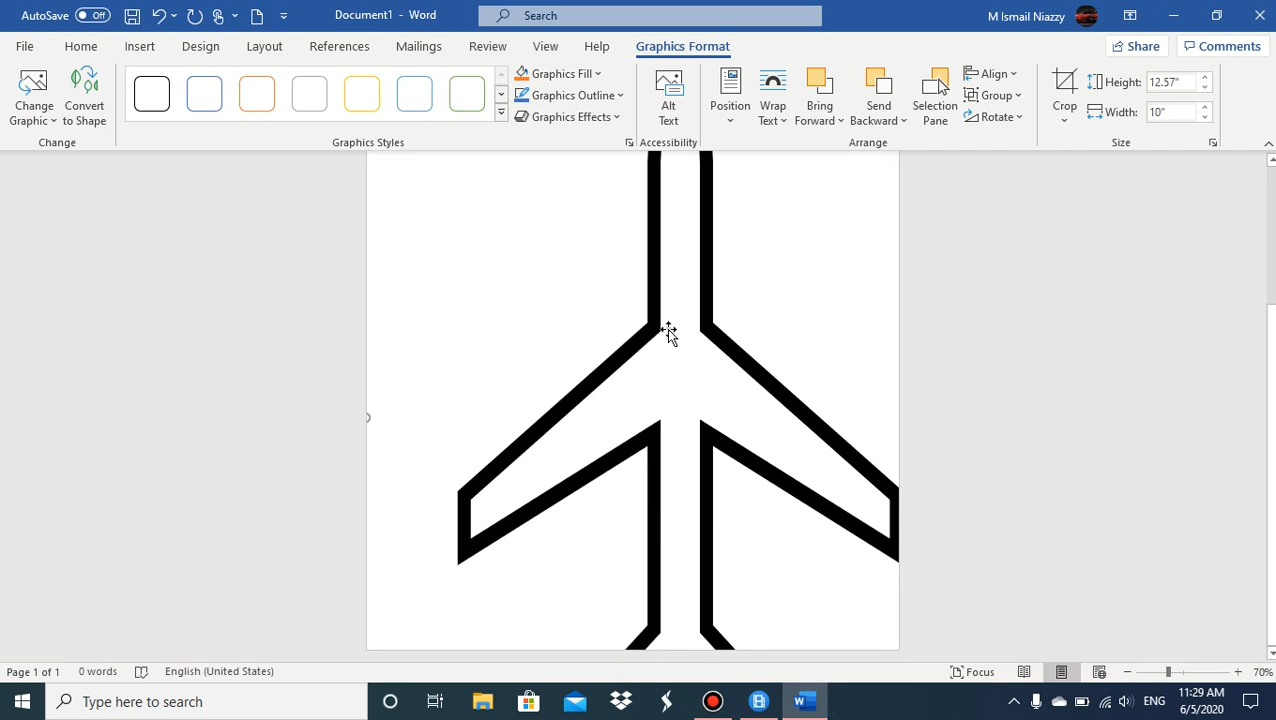 AutoSave Off Document1 - Word Search M Ismail Niazzy
File Home Insert Design Layout References Mailings Review View Help Graphics Format Share Comments
Change Graphic Convert to Shape Graphics Fill Graphics Outline Graphics Effects Alt Text Position Wrap Text Bring Forward Send Backward Selection Pane Align Group Rotate Crop Height: 12.57" Width: 10"
Change Graphics Styles Accessibility Arrange Size
Page 1 of 1 0 words English (United States) Focus 70%
Type here to search ENG 11:29 AM
6/5/2020